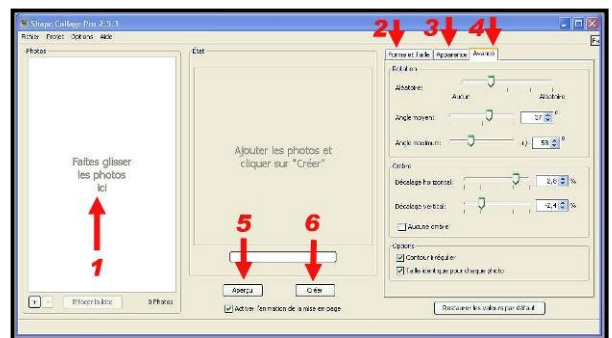 Shape Collage Pro 2.5.3
Fichier Projet Options Aide
Photos
Faites glisser
les photos
ici
1
+ -
Effacer la liste
0 Photos
Etat
Ajouter les photos et
cliquer sur "Créer"
5 6
Aperçu
Créer
Activer l'animation de la mise en page
2 3 4
Forme et Taille
Apparence
Avancé
Rotation
Aléatoire:
Aucun
Aléatoire
Angle moyen:
37 °
Angle maximum:
+/- 58 °
Ombre
Décalage horizontal:
2,6 %
Décalage vertical:
-2,4 %
Aucune ombre
Options
Contour irrégulier
Taille identique pour chaque photo
Restaurer les valeurs par défaut